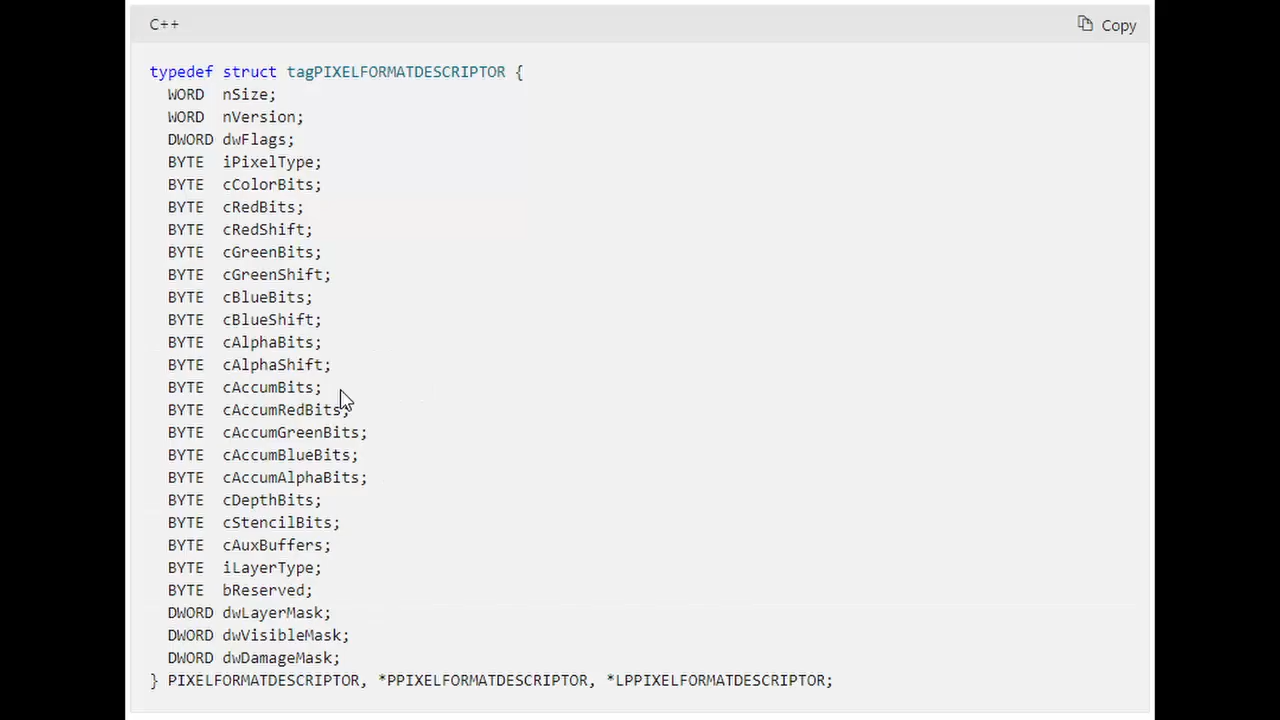 C++
Copy
typedef struct tagPIXELFORMATDESCRIPTOR {
WORD nSize;
WORD nVersion;
DWORD dwFlags;
BYTE iPixelType;
BYTE cColorBits;
BYTE cRedBits;
BYTE cRedShift;
BYTE cGreenBits;
BYTE cGreenShift;
BYTE cBlueBits;
BYTE cBlueShift;
BYTE cAlphaBits;
BYTE cAlphaShift;
BYTE cAccumBits;
BYTE cAccumRedBits;
BYTE cAccumGreenBits;
BYTE cAccumBlueBits;
BYTE cAccumAlphaBits;
BYTE cDepthBits;
BYTE cStencilBits;
BYTE cAuxBuffers;
BYTE iLayerType;
BYTE bReserved;
DWORD dwLayerMask;
DWORD dwVisibleMask;
DWORD dwDamageMask;
} PIXELFORMATDESCRIPTOR, *PPIXELFORMATDESCRIPTOR, *LPPIXELFORMATDESCRIPTOR;